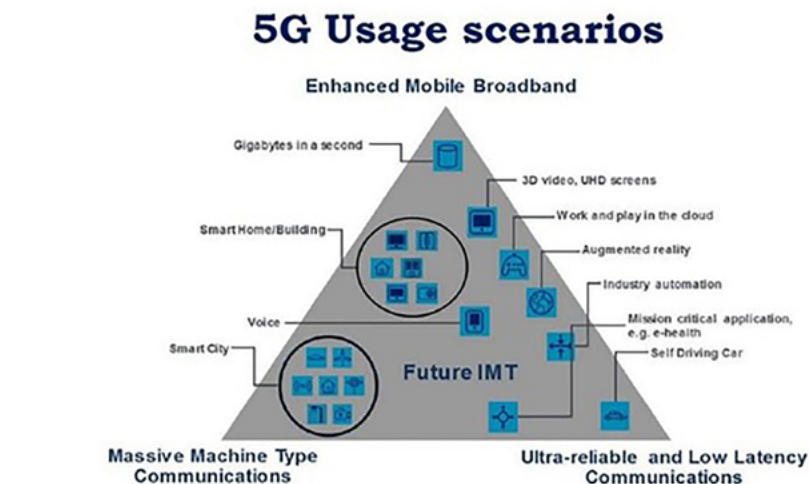 5G Usage scenarios
Enhanced Mobile Broadband
Gigabytes in a second
3D video, UHD screens
Work and play in the cloud
Smart Home/Building
Augmented reality
Industry automation
Voice
Mission critical application,
e.g. e-health
Smart City
Self Driving Car
Future IMT
Massive Machine Type
Communications
Ultra-reliable and Low Latency
Communications